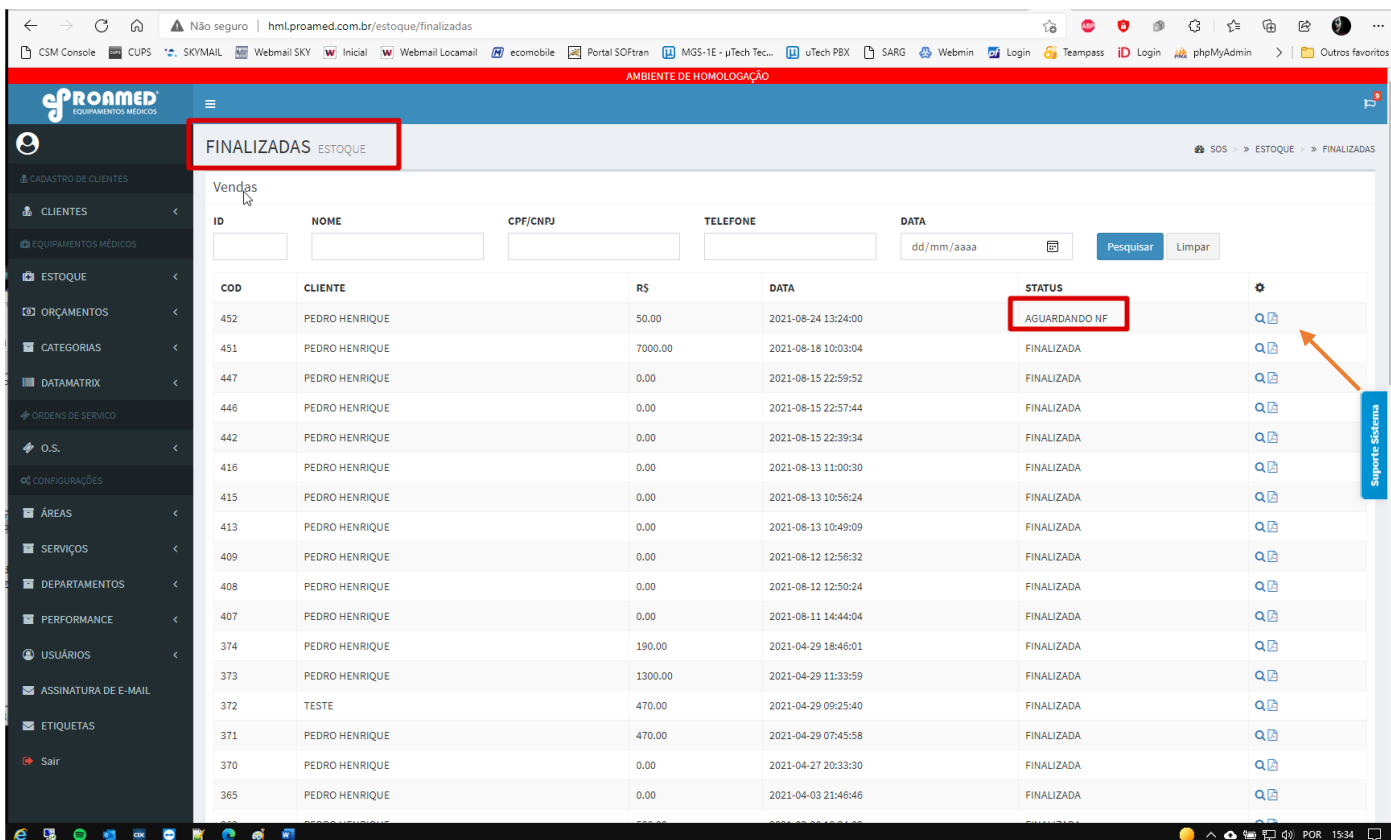 Não seguro | hml.proamed.com.br/estoque/finalizadas
ABP
CSM Console CUPS CUPS SKYMAIL Webmail SKY W Inicial W Webmail Locamail ecomobile Portal SOFtran MGS-1E - µTech Tec... uTech PBX SARG Webmin Login Teampass iD Login phpMyAdmin Outros favoritos
AMBIENTE DE HOMOLOGAÇÃO
PROAMED
EQUIPAMENTOS MÉDICOS
9
FINALIZADAS ESTOQUE
SOS » ESTOQUE » FINALIZADAS
CADASTRO DE CLIENTES
CLIENTES
EQUIPAMENTOS MÉDICOS
ESTOQUE
ORÇAMENTOS
CATEGORIAS
DATAMATRIX
ORDENS DE SERVICO
O.S.
CONFIGURAÇÕES
ÁREAS
SERVIÇOS
DEPARTAMENTOS
PERFORMANCE
USUÁRIOS
ASSINATURA DE E-MAIL
ETIQUETAS
Sair
Vendas
ID NOME CPF/CNPJ TELEFONE DATA
dd/mm/aaaa Pesquisar Limpar
COD CLIENTE R$ DATA STATUS
452 PEDRO HENRIQUE 50.00 2021-08-24 13:24:00 AGUARDANDO NF
451 PEDRO HENRIQUE 7000.00 2021-08-18 10:03:04 FINALIZADA
447 PEDRO HENRIQUE 0.00 2021-08-15 22:59:52 FINALIZADA
446 PEDRO HENRIQUE 0.00 2021-08-15 22:57:44 FINALIZADA
442 PEDRO HENRIQUE 0.00 2021-08-15 22:39:34 FINALIZADA
416 PEDRO HENRIQUE 0.00 2021-08-13 11:00:30 FINALIZADA
415 PEDRO HENRIQUE 0.00 2021-08-13 10:56:24 FINALIZADA
413 PEDRO HENRIQUE 0.00 2021-08-13 10:49:09 FINALIZADA
409 PEDRO HENRIQUE 0.00 2021-08-12 12:56:32 FINALIZADA
408 PEDRO HENRIQUE 0.00 2021-08-12 12:50:24 FINALIZADA
407 PEDRO HENRIQUE 0.00 2021-08-11 14:44:04 FINALIZADA
374 PEDRO HENRIQUE 190.00 2021-04-29 18:46:01 FINALIZADA
373 PEDRO HENRIQUE 1300.00 2021-04-29 11:33:59 FINALIZADA
372 TESTE 470.00 2021-04-29 09:25:40 FINALIZADA
371 PEDRO HENRIQUE 470.00 2021-04-29 07:45:58 FINALIZADA
370 PEDRO HENRIQUE 0.00 2021-04-27 20:33:30 FINALIZADA
365 PEDRO HENRIQUE 0.00 2021-04-03 21:46:46 FINALIZADA
Suporte Sistema
POR 15:34